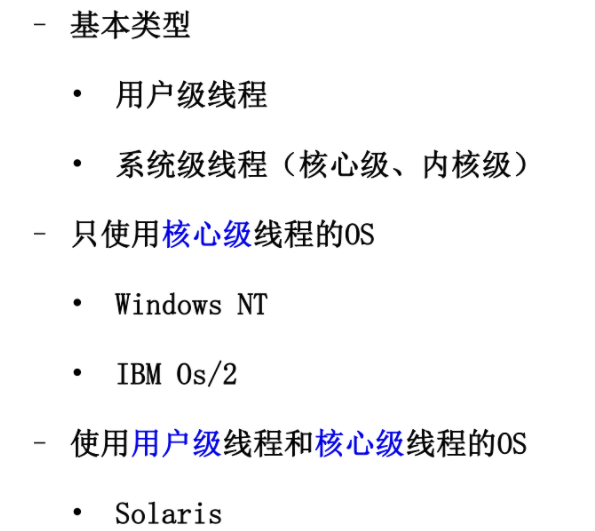 – 基本类型
• 用户级线程
• 系统级线程（核心级、内核级）
– 只使用核心级线程的OS
• Windows NT
• IBM Os/2
– 使用用户级线程和核心级线程的OS
• Solaris